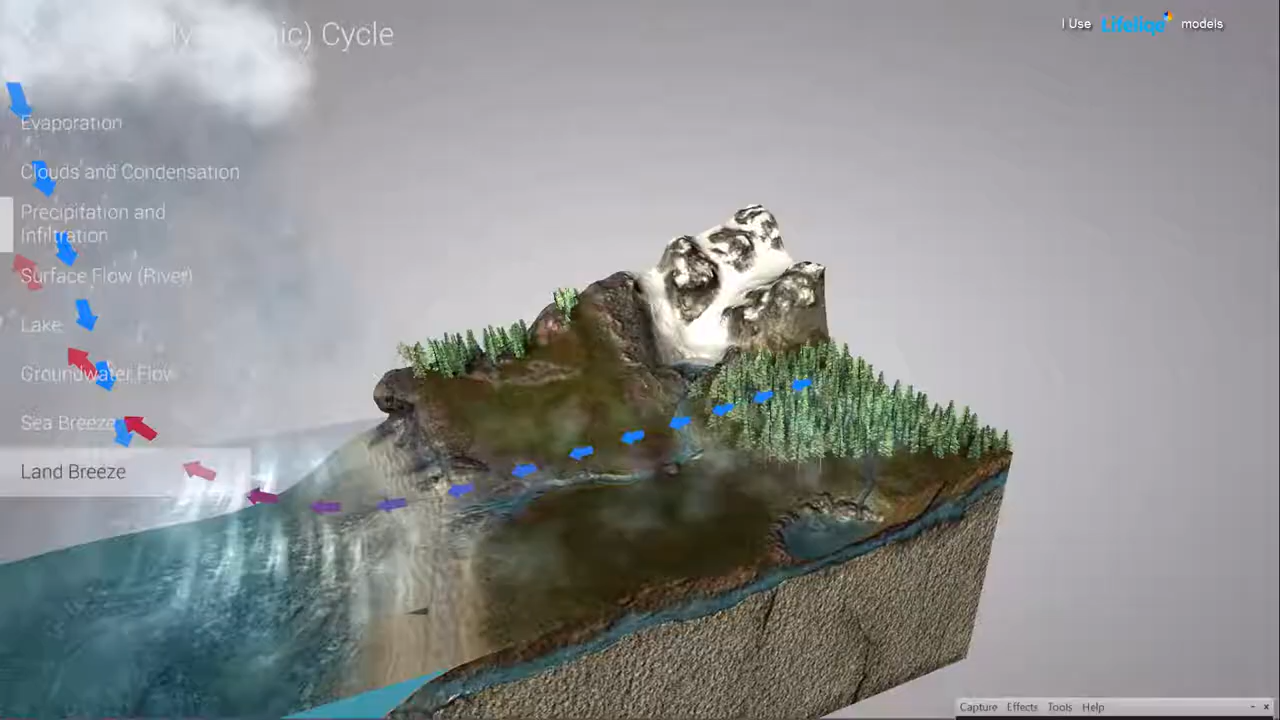 Cycle
I Use Lifeliqe models
Evaporation
Clouds and Condensation
Precipitation and
Infiltration
Surface Flow (River)
Lake
Groundwater Flow
Sea Breeze
Land Breeze
Capture Effects Tools Help